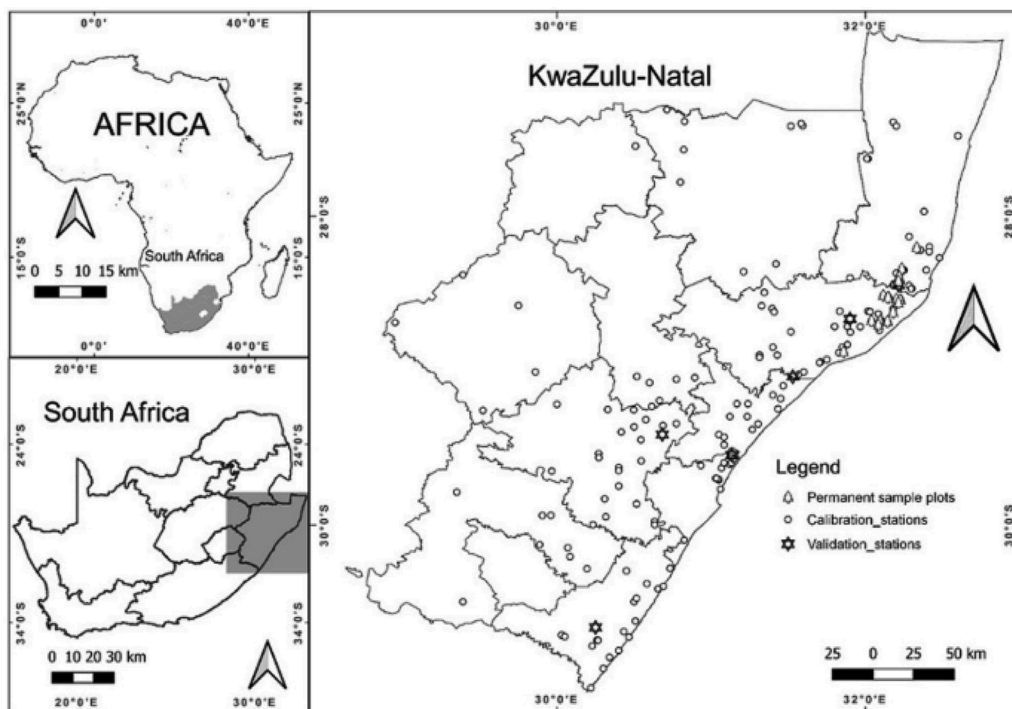 0°'0
40°0'E
25°0'N
AFRICA
South Africa
0 5 10 15 km
15°0'S
0°'0
40°0'E
20°0'E
30°0'E
South Africa
24°0'S
30°0'S
34°0'S
34°0'S
0 10 20 30 km
20°0'E
30°0'E
30°0'E
32°0'E
KwaZulu-Natal
28°0'S
28°0'S
Legend
Permanent sample plots
Calibration_stations
Validation_stations
30°0'S
25 0 25 50 km
30°0'E
32°0'E